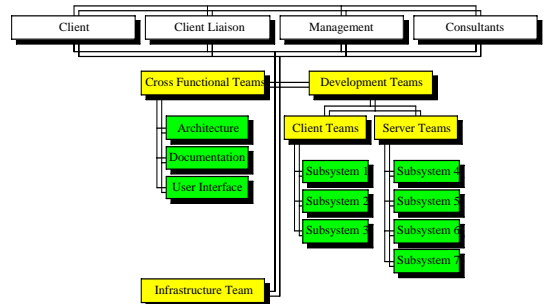 Client
Client Liaison
Management
Consultants
Cross Functional Teams
Development Teams
Architecture
Documentation
User Interface
Client Teams
Server Teams
Subsystem 1
Subsystem 2
Subsystem 3
Subsystem 4
Subsystem 5
Subsystem 6
Subsystem 7
Infrastructure Team